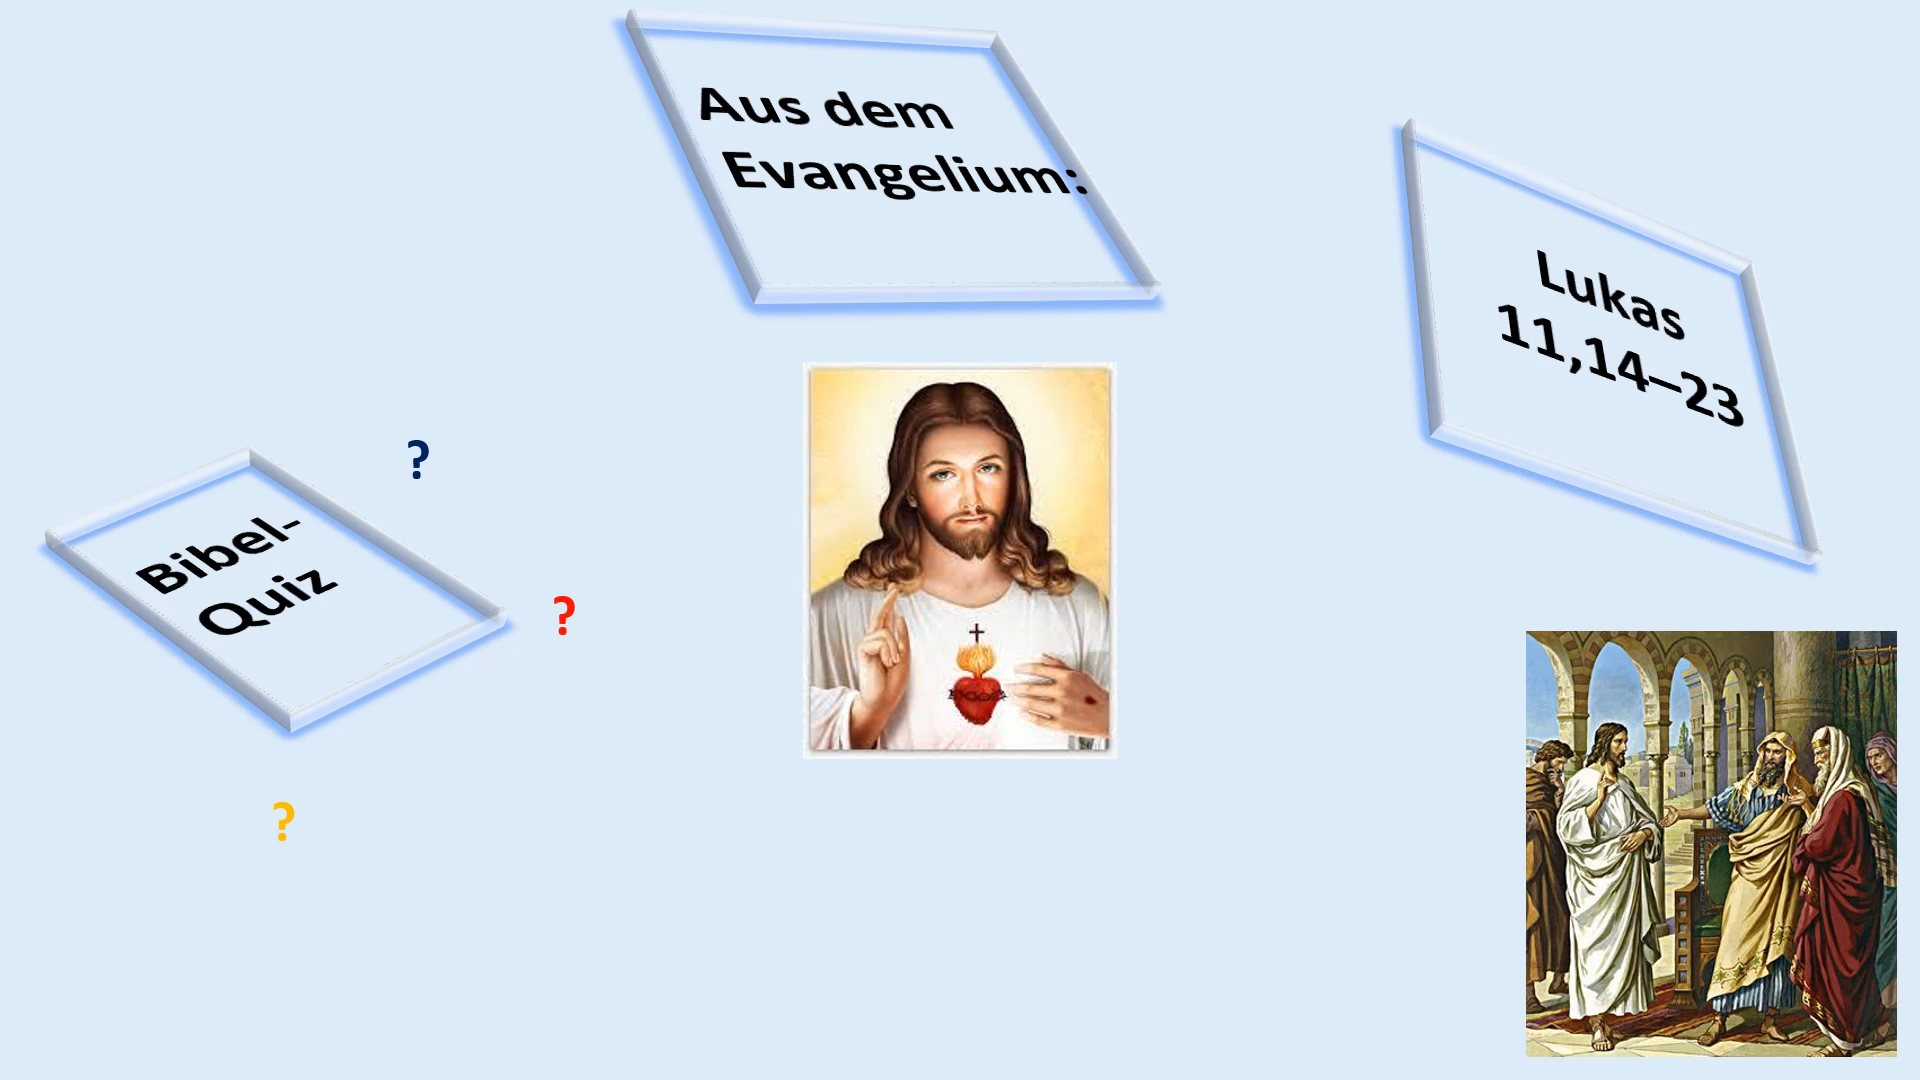 Aus dem
Evangelium:
Lukas
11,14–23
Bibel-
Quiz
?
?
?